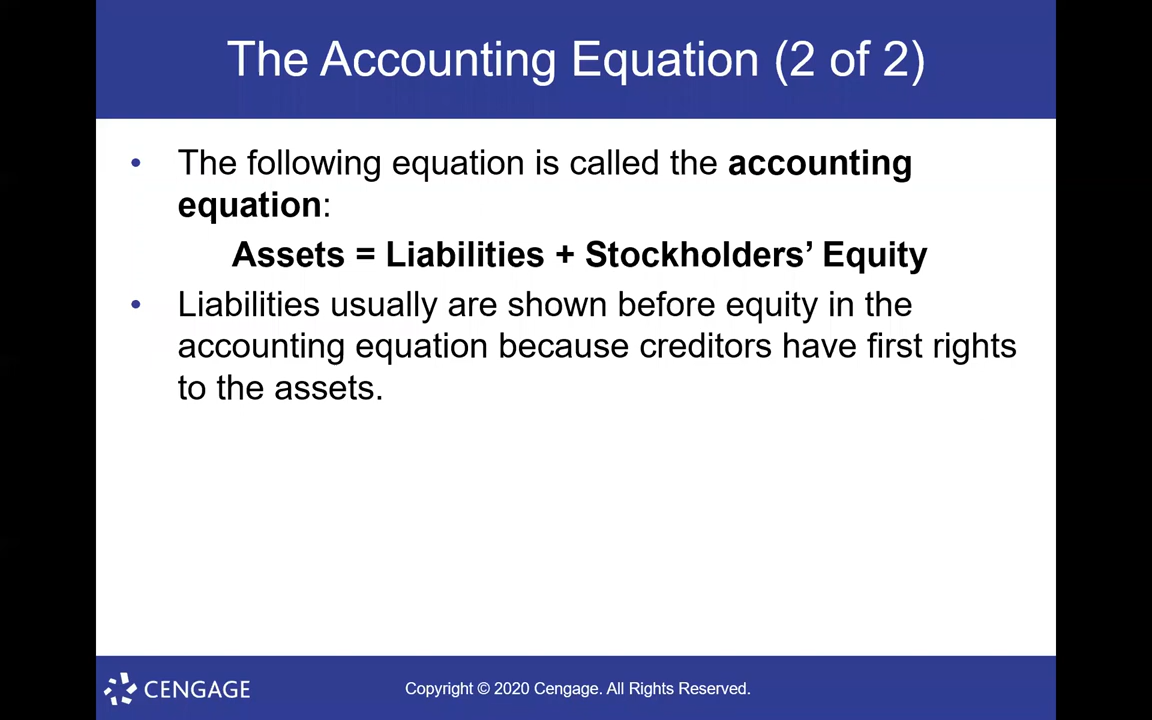 The Accounting Equation (2 of 2)
• The following equation is called the accounting
equation:
Assets = Liabilities + Stockholders’ Equity
• Liabilities usually are shown before equity in the
accounting equation because creditors have first rights
to the assets.
CENGAGE
Copyright © 2020 Cengage. All Rights Reserved.